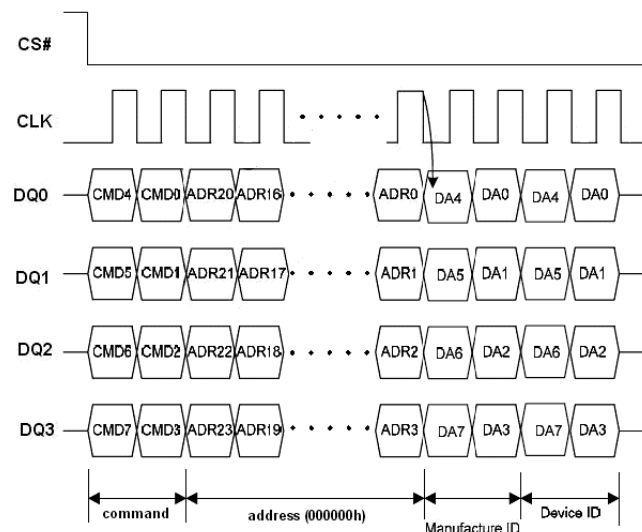 CS#
CLK
DQ0 CMD4 CMD0 ADR20 ADR16 ADR0 DA4 DA0 DA4 DA0
DQ1 CMD5 CMD1 ADR21 ADR17 ADR1 DA5 DA1 DA5 DA1
DQ2 CMD6 CMD2 ADR22 ADR18 ADR2 DA6 DA2 DA6 DA2
DQ3 CMD7 CMD3 ADR23 ADR19 ADR3 DA7 DA3 DA7 DA3
command address (000000h) Manufacture ID Device ID